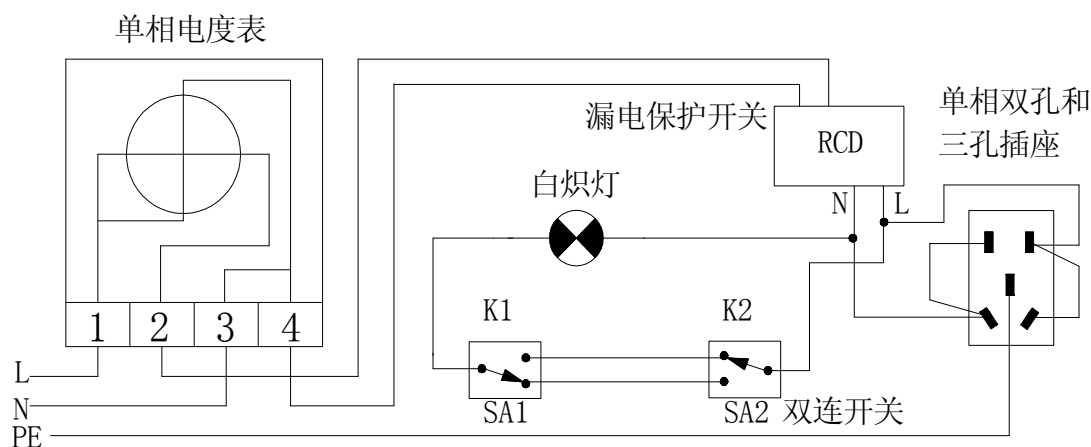 单相电度表
漏电保护开关
RCD
单相双孔和
三孔插座
白炽灯
N
L
1 2 3 4
K1
K2
L
N
PE
SA1
SA2 双连开关